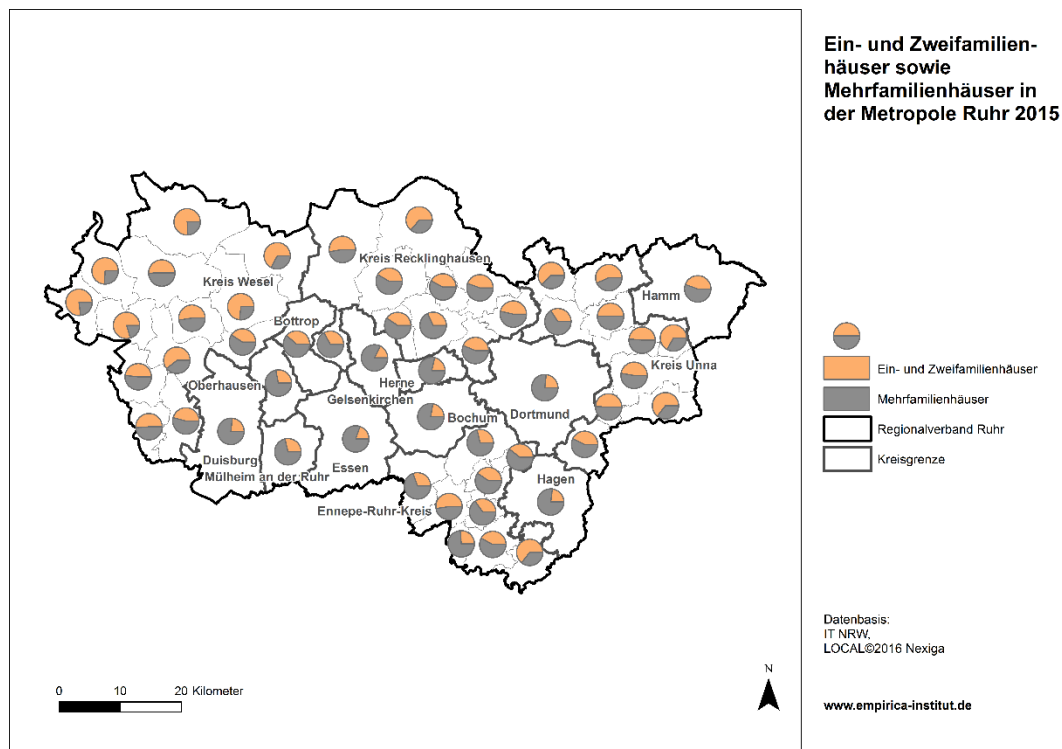 Ein- und Zweifamilien-
häuser sowie
Mehrfamilienhäuser in
der Metropole Ruhr 2015
Kreis Recklinghausen
Kreis Wesel
Hamm
Bottrop
Kreis Unna
Oberhausen
Herne
Gelsenkirchen
Bochum
Dortmund
Duisburg
Essen
Mülheim an der Ruhr
Hagen
Ennepe-Ruhr-Kreis
Ein- und Zweifamilienhäuser
Mehrfamilienhäuser
Regionalverband Ruhr
Kreisgrenze
Datenbasis:
IT NRW,
LOCAL©2016 Nexiga
N
0 10 20 Kilometer
www.empirica-institut.de